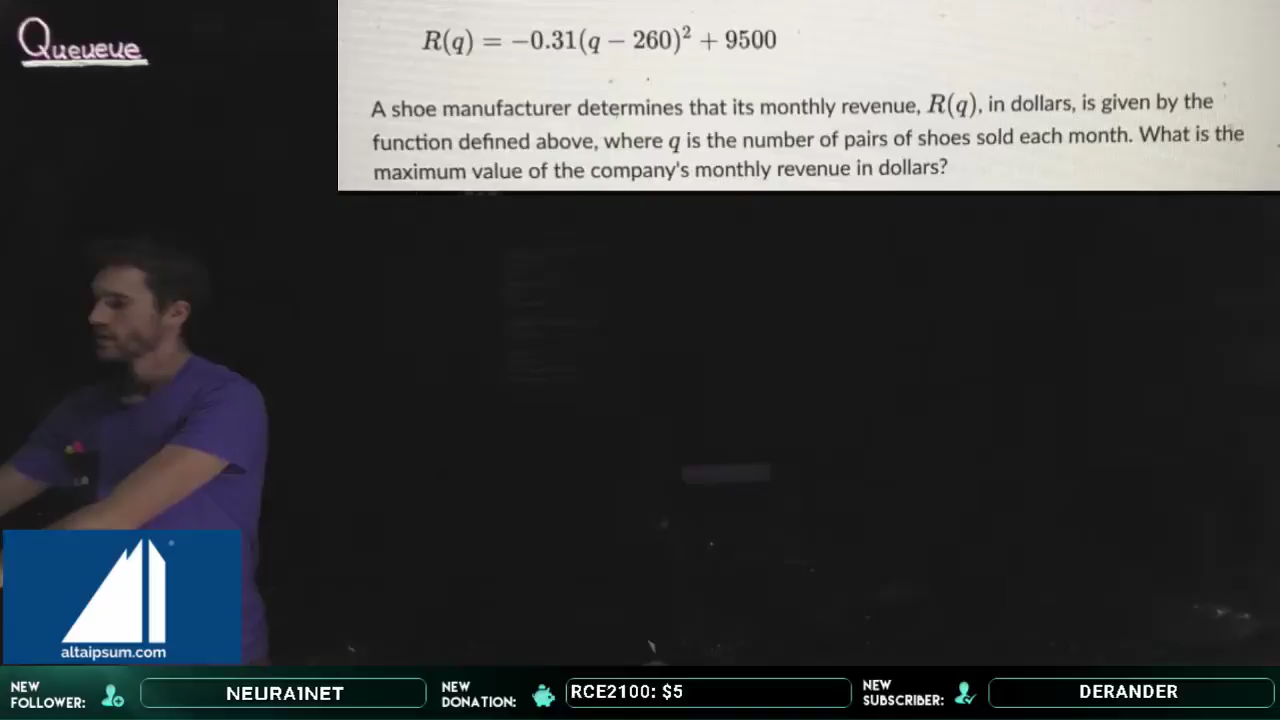 Queueue
R(q) = −0.31(q − 260)² + 9500
A shoe manufacturer determines that its monthly revenue, R(q), in dollars, is given by the
function defined above, where q is the number of pairs of shoes sold each month. What is the
maximum value of the company's monthly revenue in dollars?
altaipsum.com
NEW FOLLOWER:
NEURA1NET
NEW DONATION:
RCE2100: $5
NEW SUBSCRIBER:
DERANDER